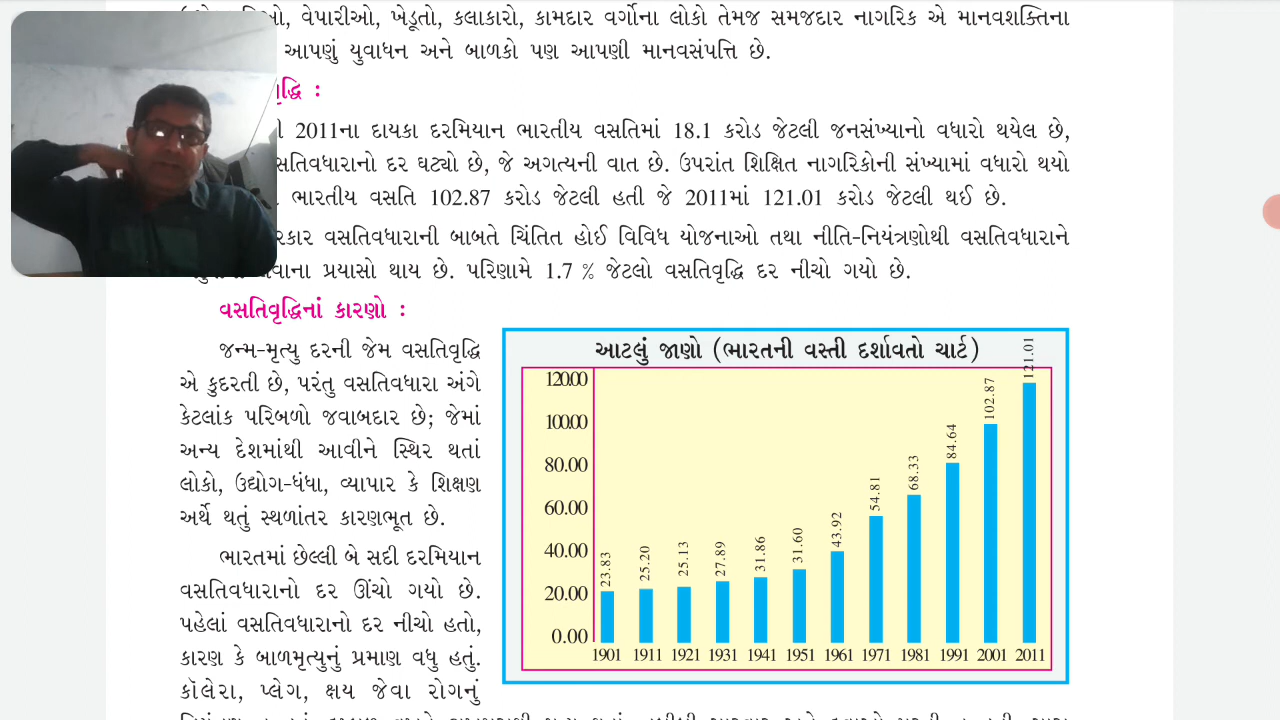 વેપારીઓ, ખેડૂતો, કલાકારો, કામદાર વર્ગોના લોકો તેમજ સમજદાર નાગરિક એ માનવશક્તિના
આપણું યુવાધન અને બાળકો પણ આપણી માનવસંપત્તિ છે.
2011ના દાયકા દરમિયાન ભારતીય વસતિમાં 18.1 કરોડ જેટલી જનસંખ્યાનો વધારો થયેલ છે,
દર ઘટ્યો છે, જે અગત્યની વાત છે. ઉપરાંત શિક્ષિત નાગરિકોની સંખ્યામાં વધારો થયો
ભારતીય વસતિ 102.87 કરોડ જેટલી હતી જે 2011માં 121.01 કરોડ જેટલી થઈ છે.
વસતિવધારાની બાબતે ચિંતિત હોઈ વિવિધ યોજનાઓ તથા નીતિ-નિયંત્રણોથી વસતિવધારાને
પ્રયાસો થાય છે. પરિણામે 1.7 % જેટલો વસતિવૃદ્ધિ દર નીચો ગયો છે.
વસતિવૃદ્ધિનાં કારણો :
જન્મ-મૃત્યુ દરની જેમ વસતિવૃદ્ધિ
એ કુદરતી છે, પરંતુ વસતિવધારા અંગે
કેટલાંક પરિબળો જવાબદાર છે; જેમાં
અન્ય દેશમાંથી આવીને સ્થિર થતાં
લોકો, ઉદ્યોગ-ધંધા, વ્યાપાર કે શિક્ષણ
અર્થે થતું સ્થળાંતર કારણભૂત છે.
ભારતમાં છેલ્લી બે સદી દરમિયાન
વસતિવધારાનો દર ઊંચો ગયો છે.
પહેલાં વસતિવધારાનો દર નીચો હતો,
કારણ કે બાળમૃત્યુનું પ્રમાણ વધુ હતું.
કૉલેરા, પ્લેગ, ક્ષય જેવા રોગનું
આટલું જાણો (ભારતની વસ્તી દર્શાવતો ચાર્ટ)
120.00
100.00
80.00
60.00
40.00
20.00
0.00
23.83 25.20 25.13 27.89 31.86 31.60 43.92 54.81 68.33 84.64 102.87 121.01
1901 1911 1921 1931 1941 1951 1961 1971 1981 1991 2001 2011